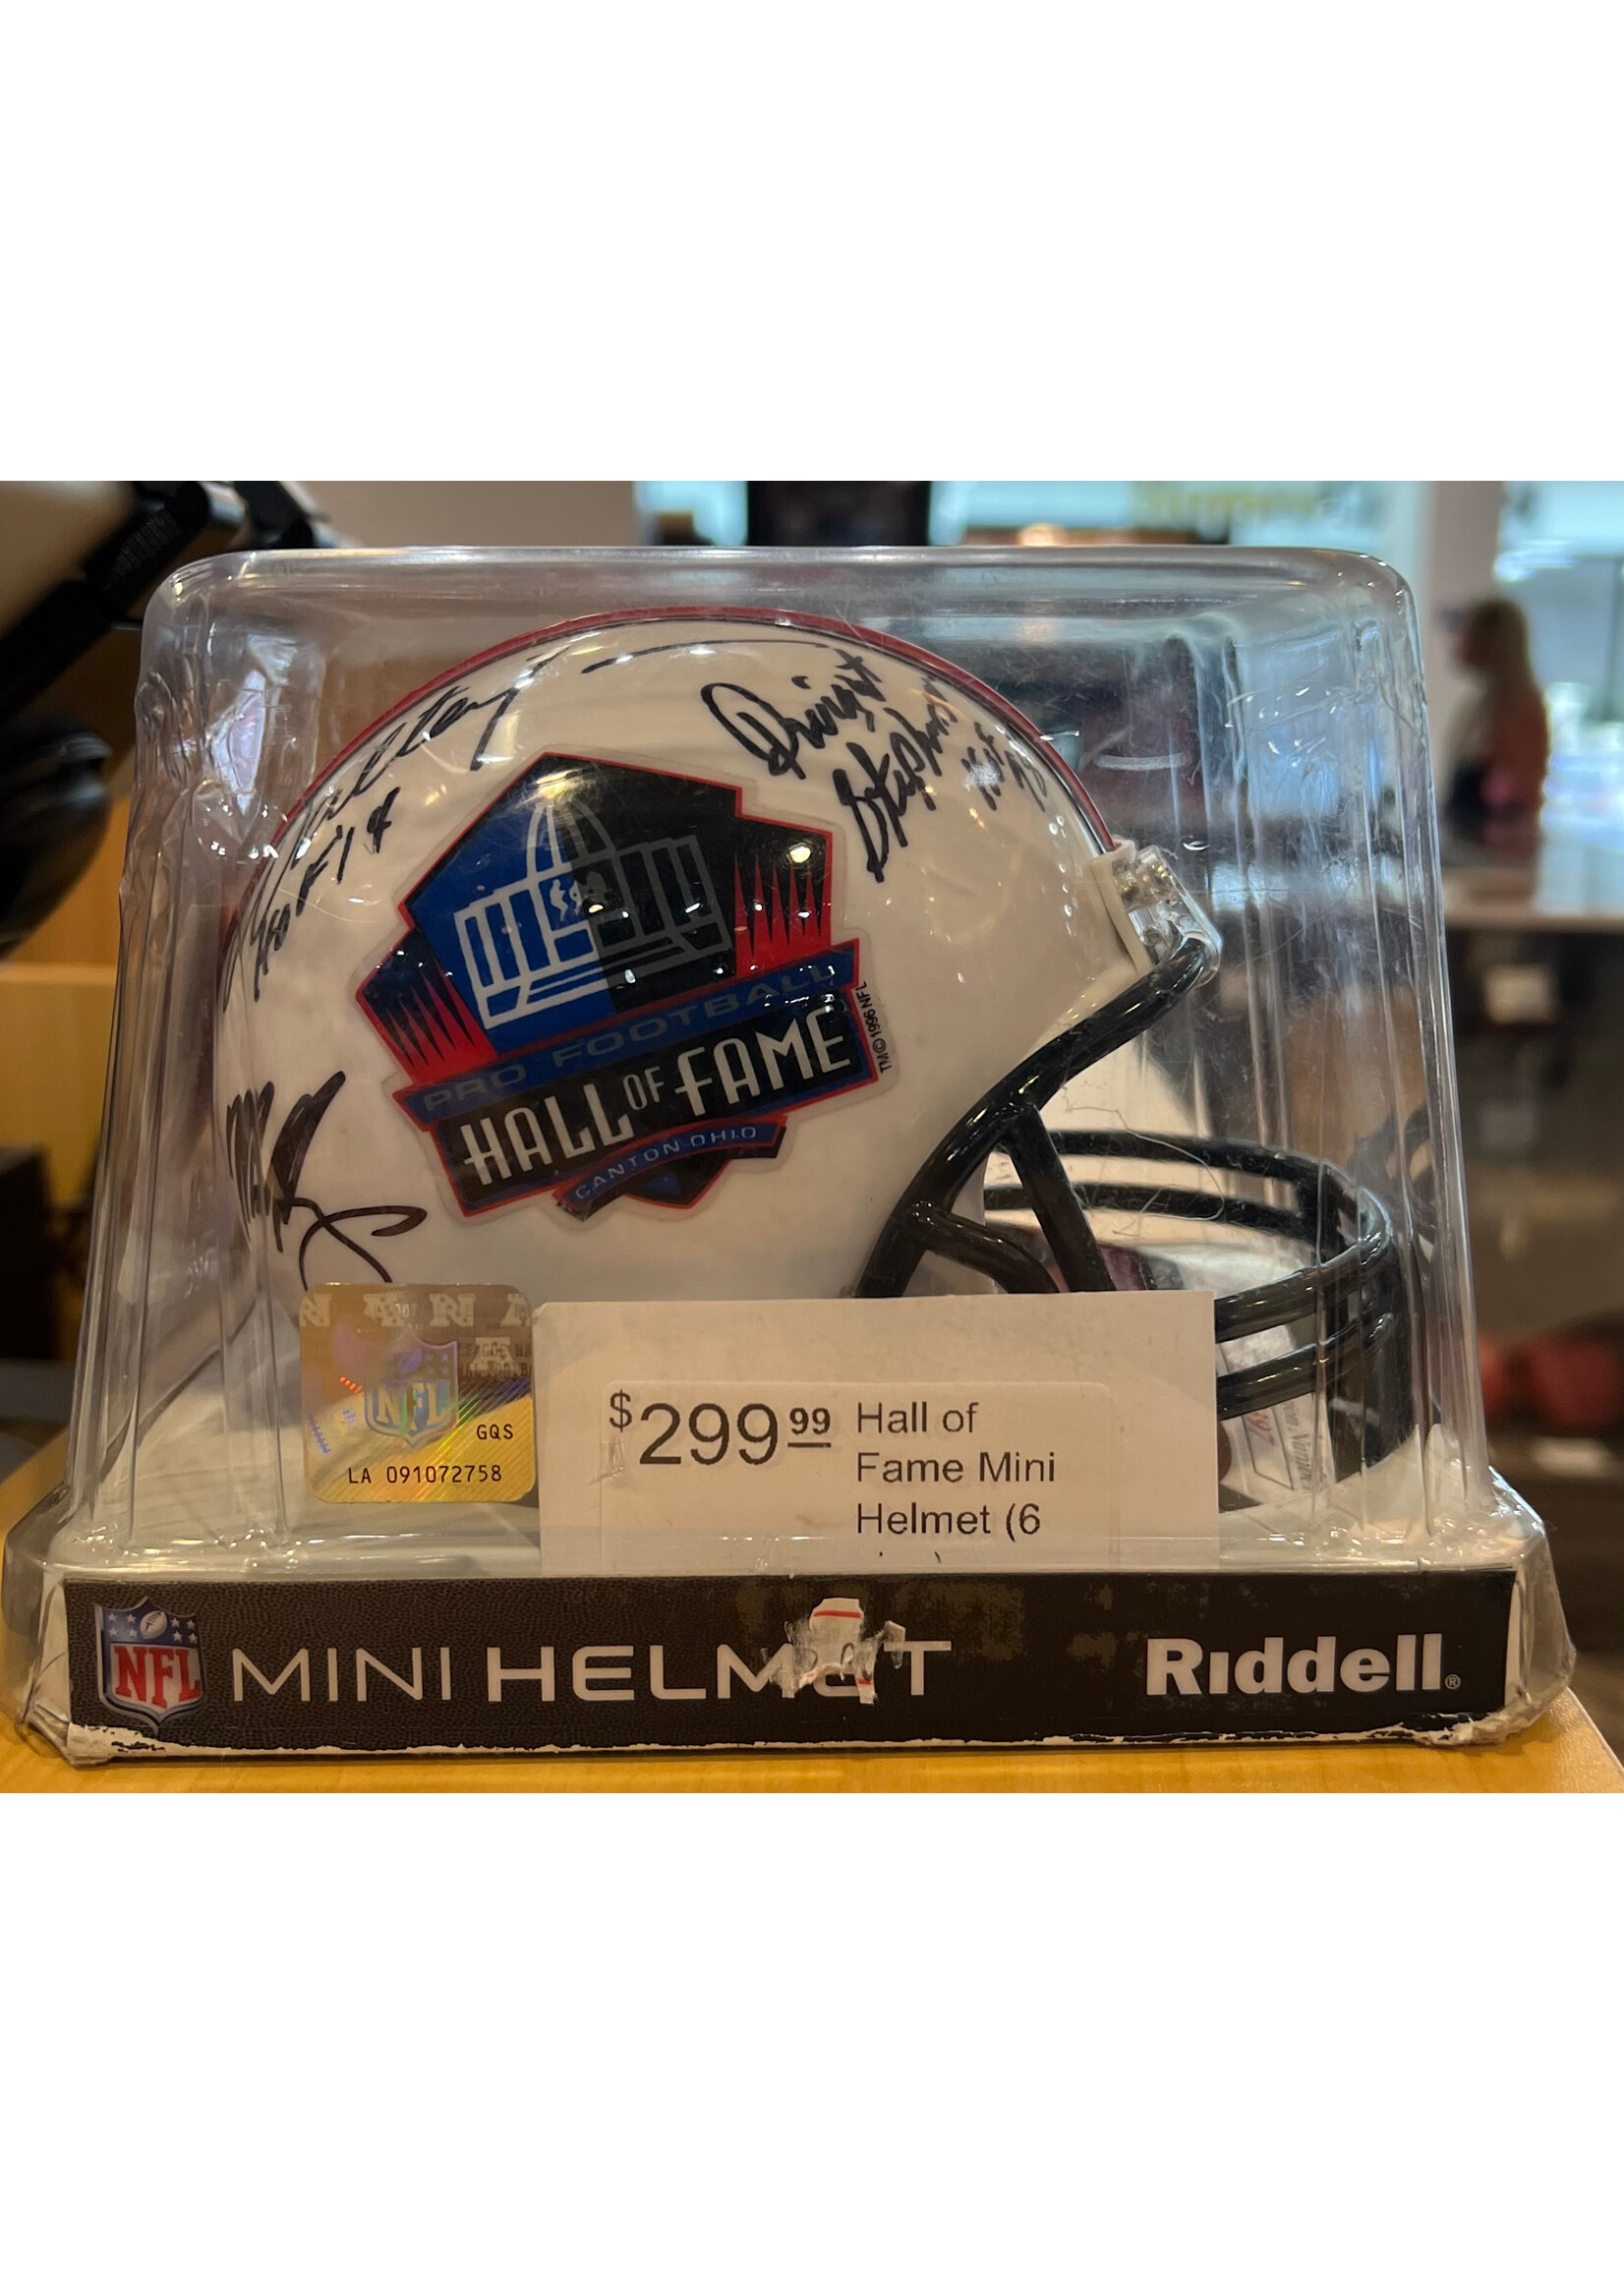 Dwight
Stephenson
HOF
HOF 14
TM © 1996 NFL
PRO FOOTBALL
HALL OF FAME
CANTON OHIO
NFL
GQS
LA 091072758
$299 99 Hall of
Fame Mini
Helmet (6
NFL MINI HELMET Riddell®